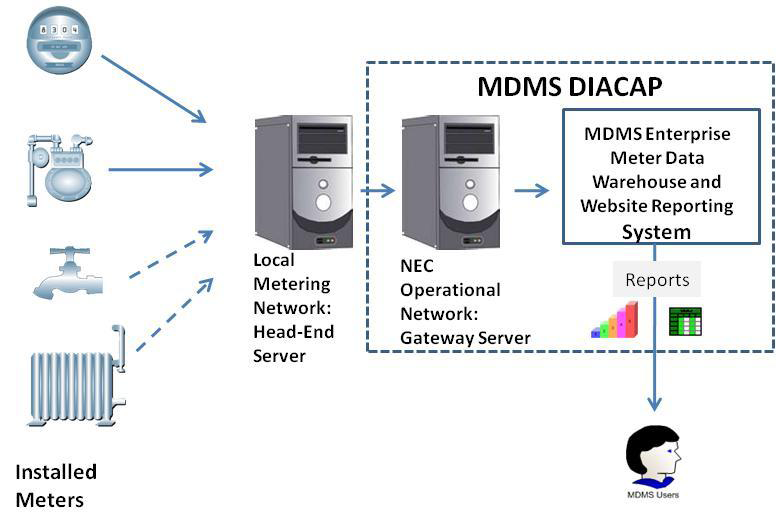 8304
MDMS DIACAP
MDMS Enterprise
Meter Data
Warehouse and
Website Reporting
System
Local
Metering
Network:
Head-End
Server
NEC
Operational
Network:
Gateway Server
Reports
Installed
Meters
MDMS Users